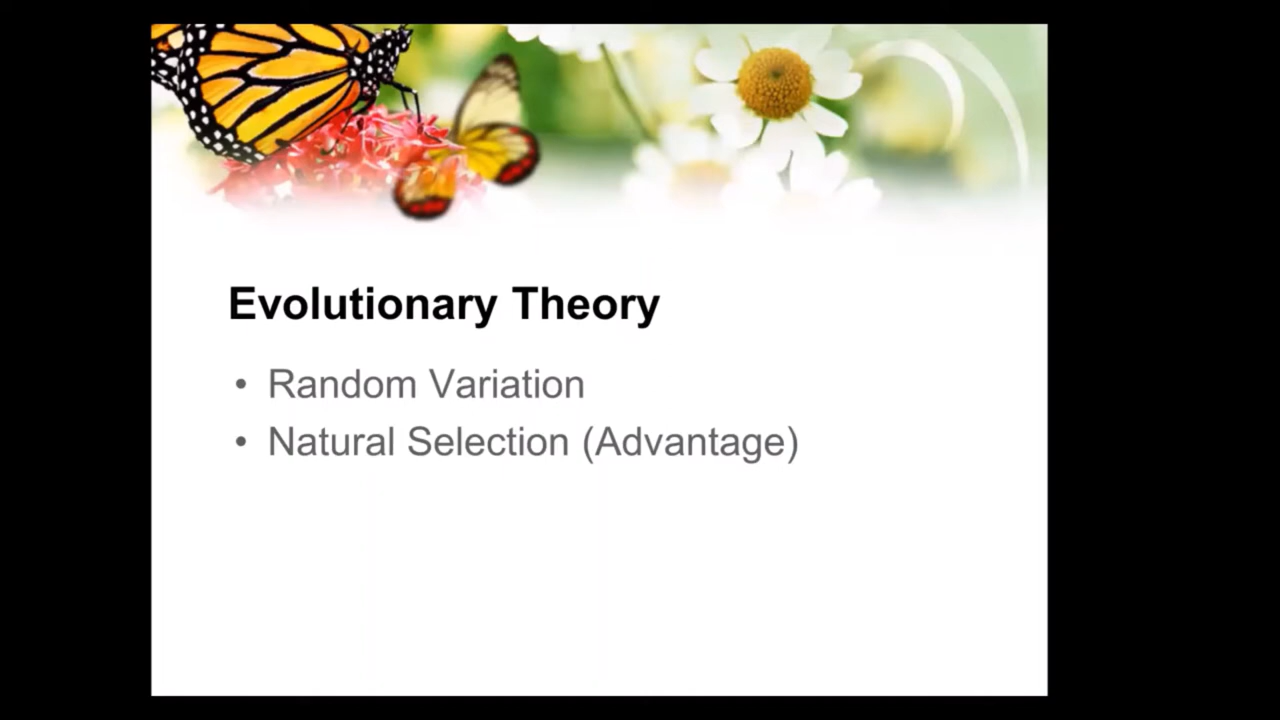 Evolutionary Theory
• Random Variation
• Natural Selection (Advantage)